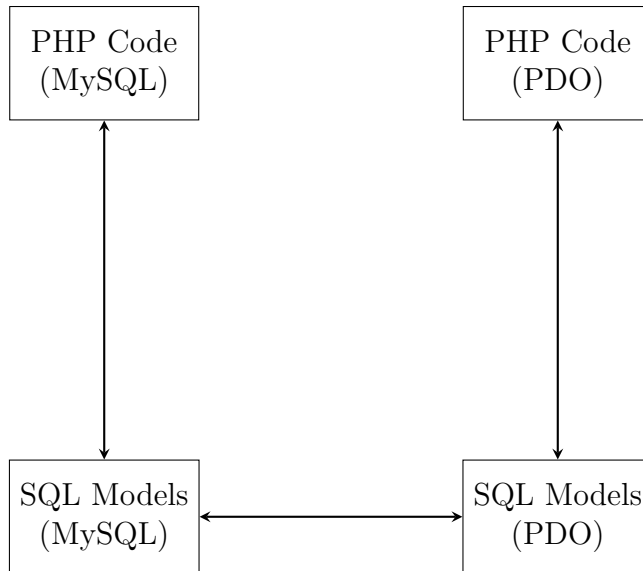 PHP Code
(MySQL)
PHP Code
(PDO)
SQL Models
(MySQL)
SQL Models
(PDO)